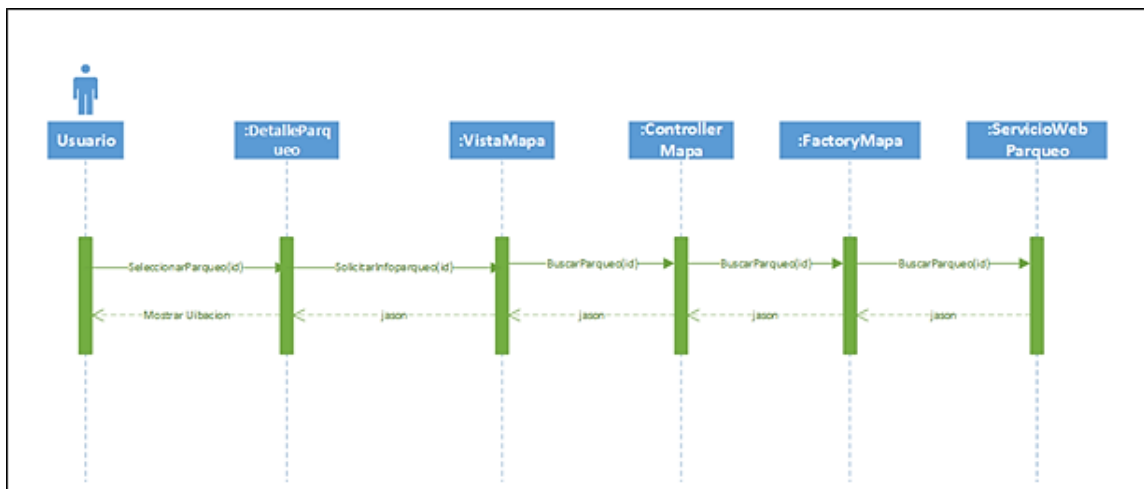 Usuario
:DetalleParq
ueo
:VistaMapa
:Controller
Mapa
:FactoryMapa
:ServicioWeb
Parqueo
SeleccionarParqueo(id)
SolicitarInfoparqueo(id)
BuscarParqueo(id)
BuscarParqueo(id)
BuscarParqueo(id)
Mostrar Uibacion
jason
jason
jason
jason